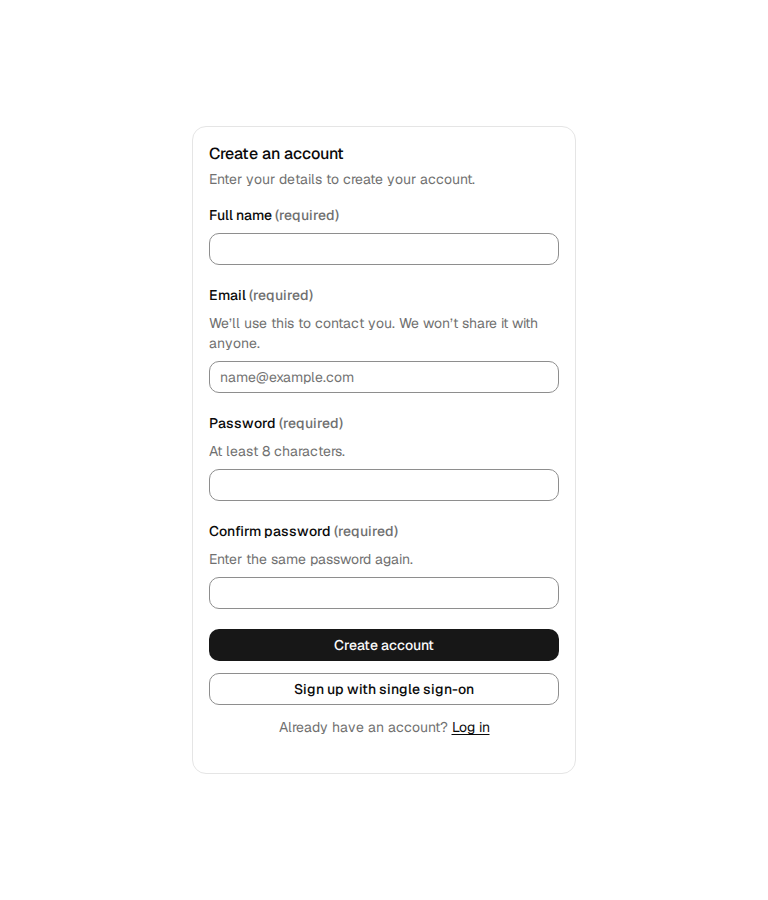 Create an account
Enter your details to create your account.
Full name (required)
Email (required)
We’ll use this to contact you. We won’t share it with
anyone.
name@example.com
Password (required)
At least 8 characters.
Confirm password (required)
Enter the same password again.
Create account
Sign up with single sign-on
Already have an account? Log in